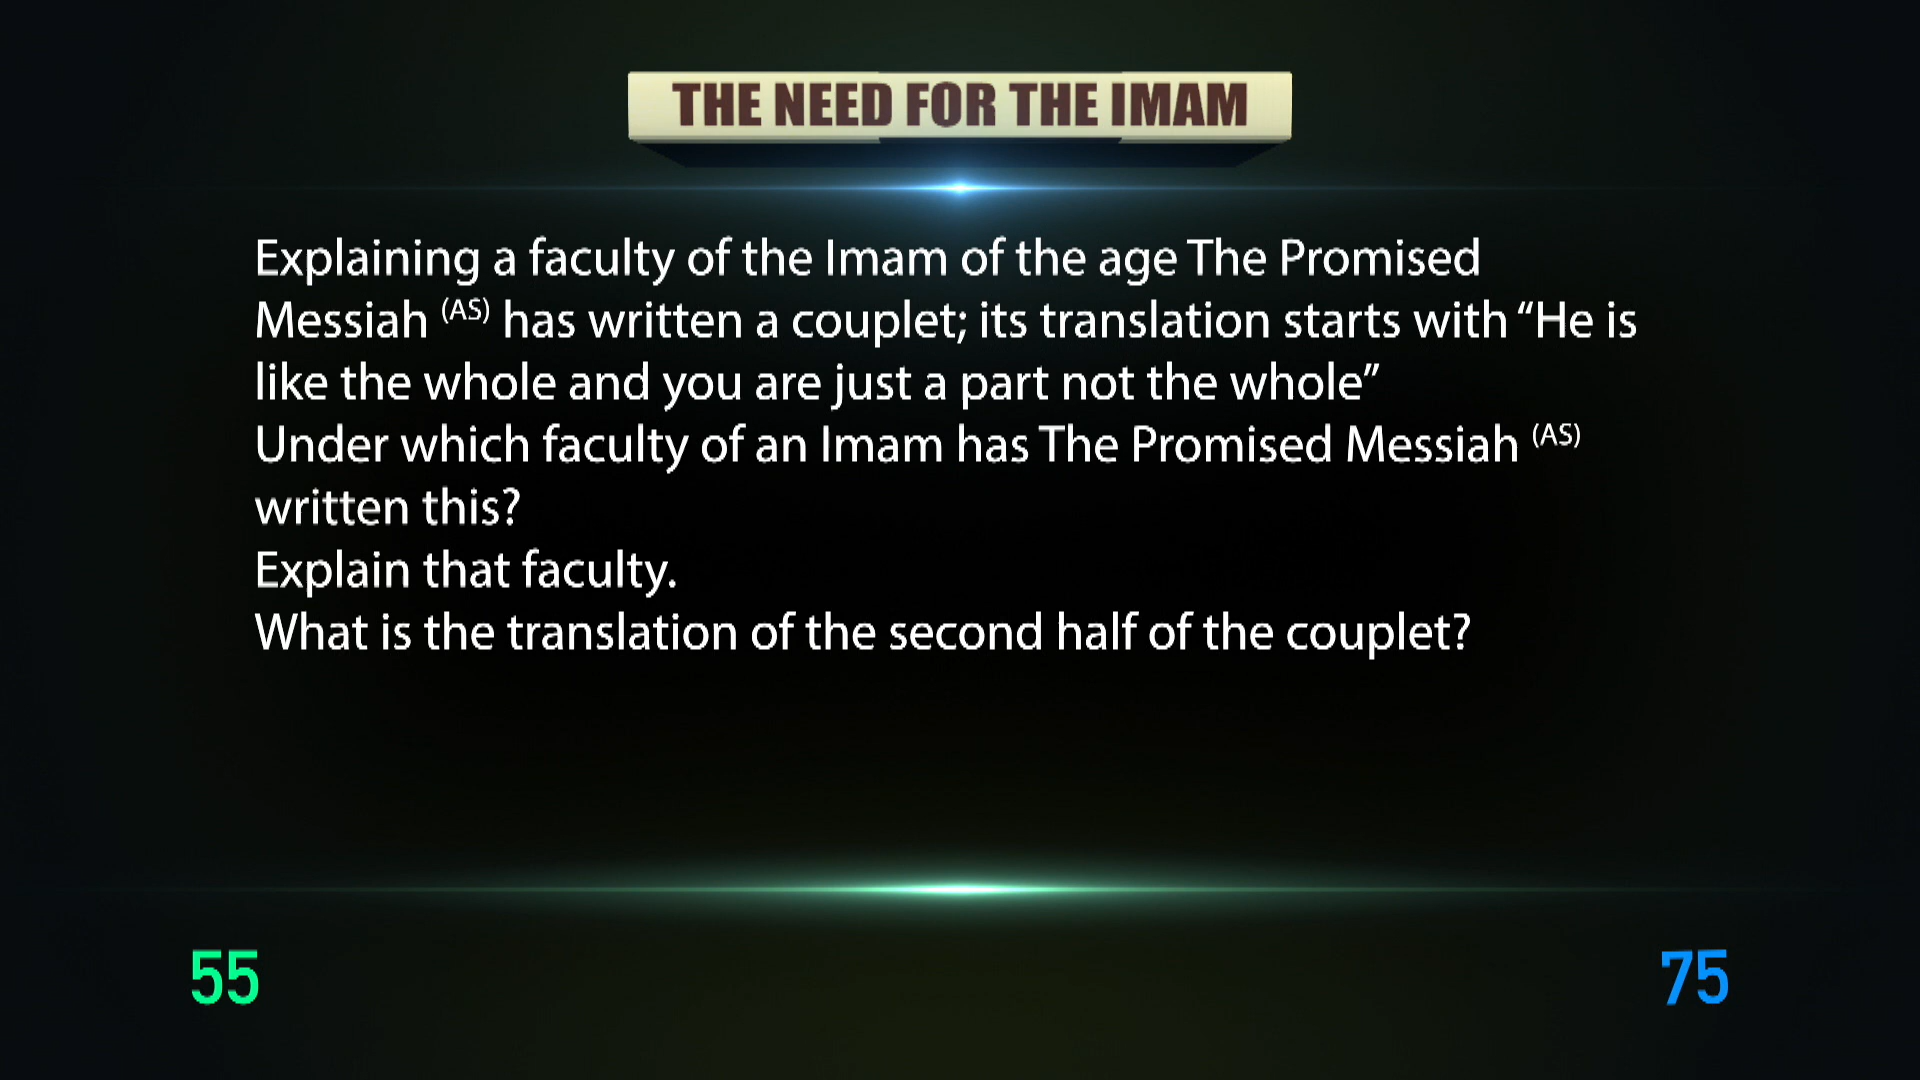 THE NEED FOR THE IMAM
Explaining a faculty of the Imam of the age The Promised
Messiah (AS) has written a couplet; its translation starts with “He is
like the whole and you are just a part not the whole”
Under which faculty of an Imam has The Promised Messiah (AS)
written this?
Explain that faculty.
What is the translation of the second half of the couplet?
55
75